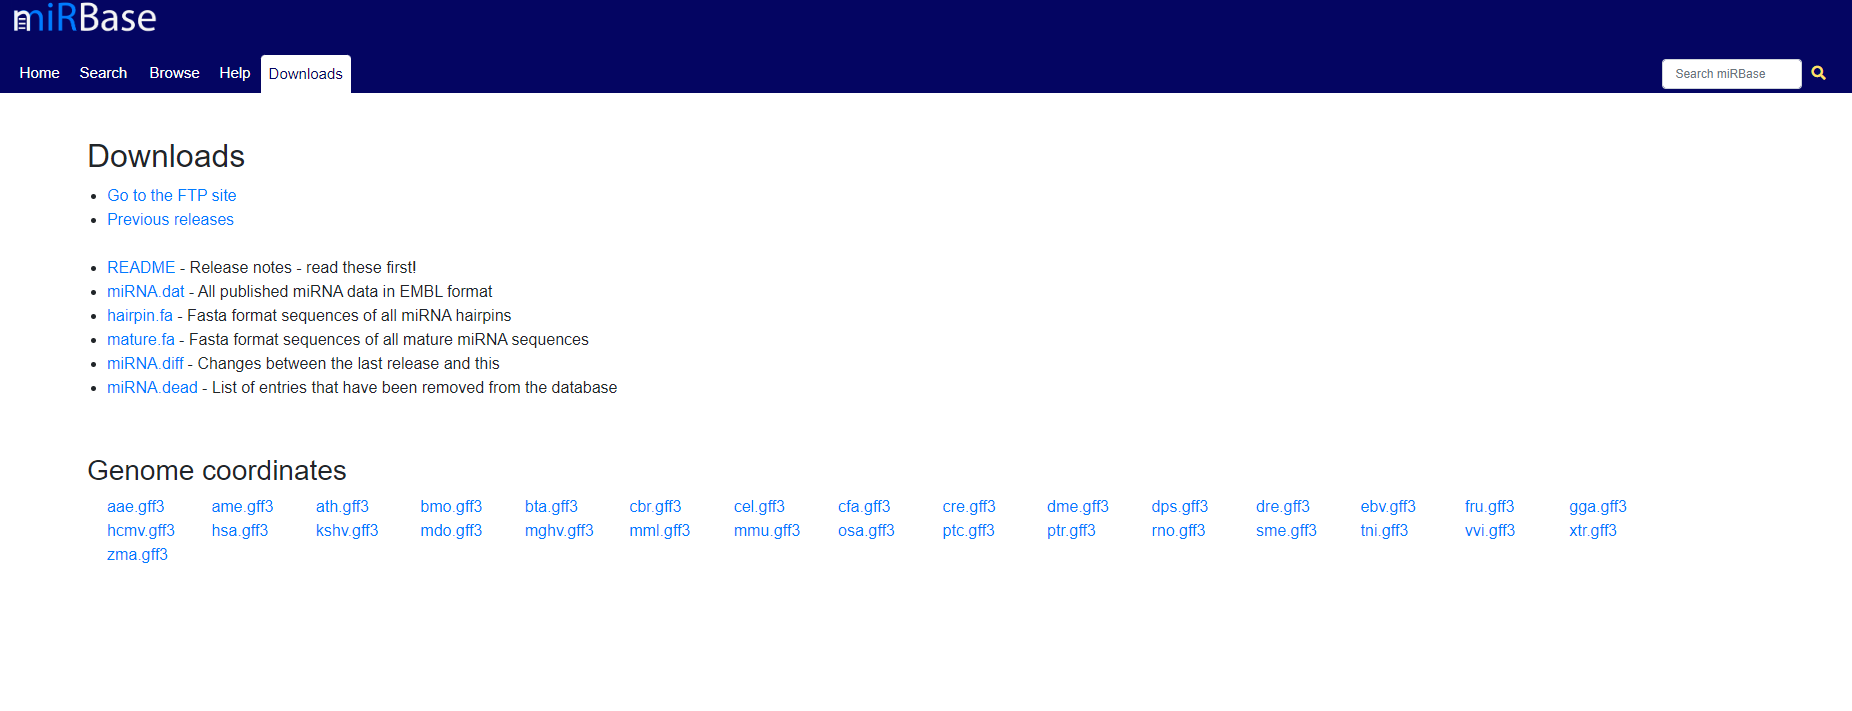 miRBase
Home Search Browse Help Downloads Search miRBase
Downloads
Go to the FTP site
Previous releases
README - Release notes - read these first!
miRNA.dat - All published miRNA data in EMBL format
hairpin.fa - Fasta format sequences of all miRNA hairpins
mature.fa - Fasta format sequences of all mature miRNA sequences
miRNA.diff - Changes between the last release and this
miRNA.dead - List of entries that have been removed from the database
Genome coordinates
aae.gff3 ame.gff3 ath.gff3 bmo.gff3 bta.gff3 cbr.gff3 cel.gff3 cfa.gff3 cre.gff3 dme.gff3 dps.gff3 dre.gff3 ebv.gff3 fru.gff3 gga.gff3
hcmv.gff3 hsa.gff3 kshv.gff3 mdo.gff3 mghv.gff3 mml.gff3 mmu.gff3 osa.gff3 ptc.gff3 ptr.gff3 rno.gff3 sme.gff3 tni.gff3 vvi.gff3 xtr.gff3
zma.gff3